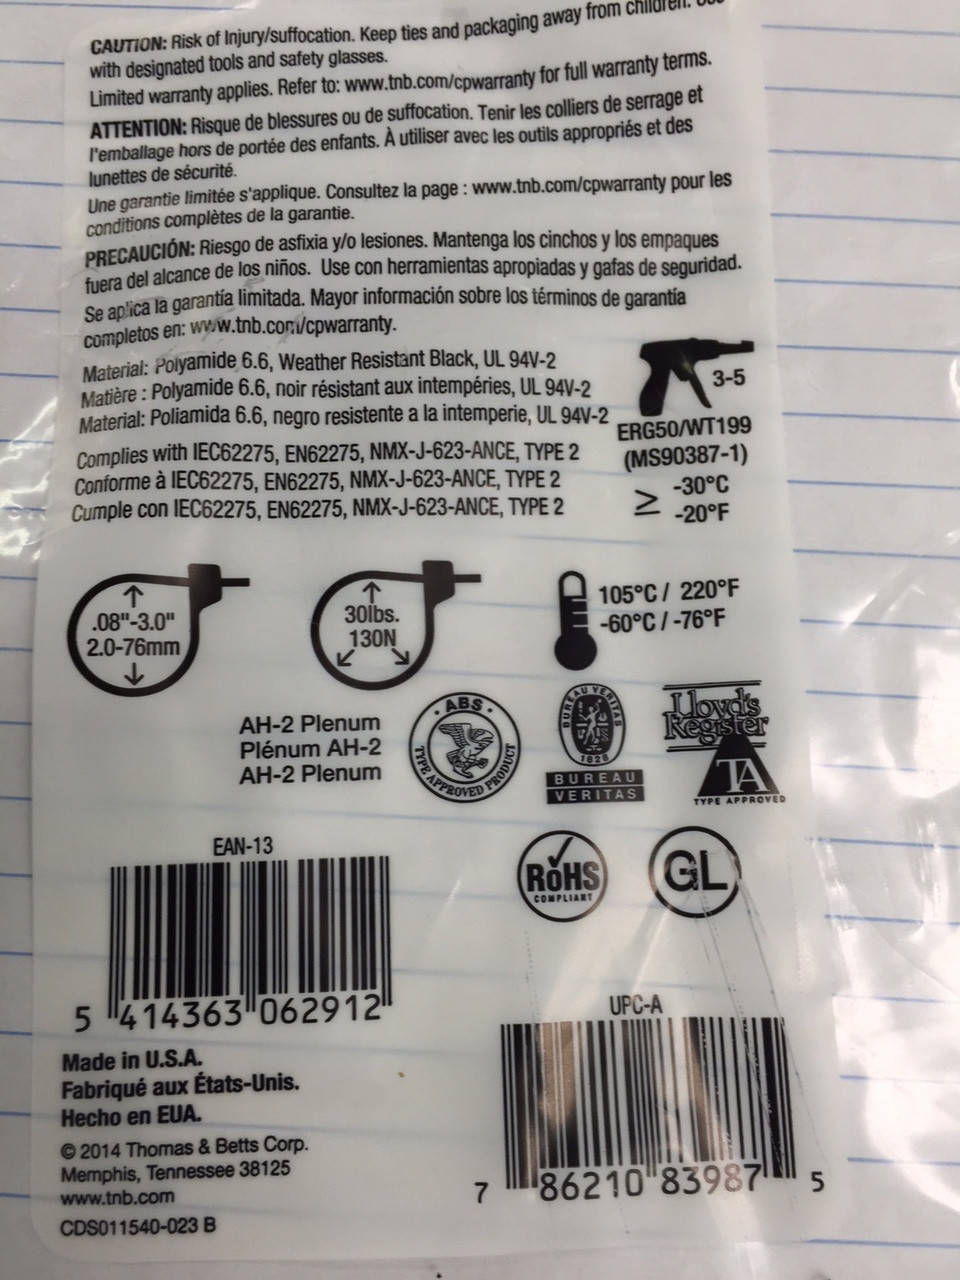 CAUTION: Risk of Injury/suffocation. Keep ties and packaging away from children. Use
with designated tools and safety glasses.
Limited warranty applies. Refer to: www.tnb.com/cpwarranty for full warranty terms.
ATTENTION: Risque de blessures ou de suffocation. Tenir les colliers de serrage et
l'emballage hors de portée des enfants. À utiliser avec les outils appropriés et des
lunettes de sécurité.
Une garantie limitée s'applique. Consultez la page : www.tnb.com/cpwarranty pour les
conditions complètes de la garantie.
PRECAUCIÓN: Riesgo de asfixia y/o lesiones. Mantenga los cinchos y los empaques
fuera del alcance de los niños. Use con herramientas apropiadas y gafas de seguridad.
Se aplica la garantía limitada. Mayor información sobre los términos de garantía
completos en: www.tnb.com/cpwarranty.
Material: Polyamide 6.6, Weather Resistant Black, UL 94V-2
Matière : Polyamide 6.6, noir résistant aux intempéries, UL 94V-2
Material: Poliamida 6.6, negro resistente a la intemperie, UL 94V-2
3-5
ERG50/WT199
(MS90387-1)
≥ -30°C
-20°F
Complies with IEC62275, EN62275, NMX-J-623-ANCE, TYPE 2
Conforme à IEC62275, EN62275, NMX-J-623-ANCE, TYPE 2
Cumple con IEC62275, EN62275, NMX-J-623-ANCE, TYPE 2
.08"-3.0"
2.0-76mm
30lbs.
130N
105°C / 220°F
-60°C / -76°F
AH-2 Plenum
Plénum AH-2
AH-2 Plenum
· ABS ·
TYPE APPROVED PRODUCT
BUREAU VERITAS
1828
BUREAU
VERITAS
Lloyd's
Register
TA
TYPE APPROVED
RoHS
COMPLIANT
GL
EAN-13
5 414363 062912
UPC-A
7 86210 83987 5
Made in U.S.A.
Fabriqué aux États-Unis.
Hecho en EUA.
© 2014 Thomas & Betts Corp.
Memphis, Tennessee 38125
www.tnb.com
CDS011540-023 B